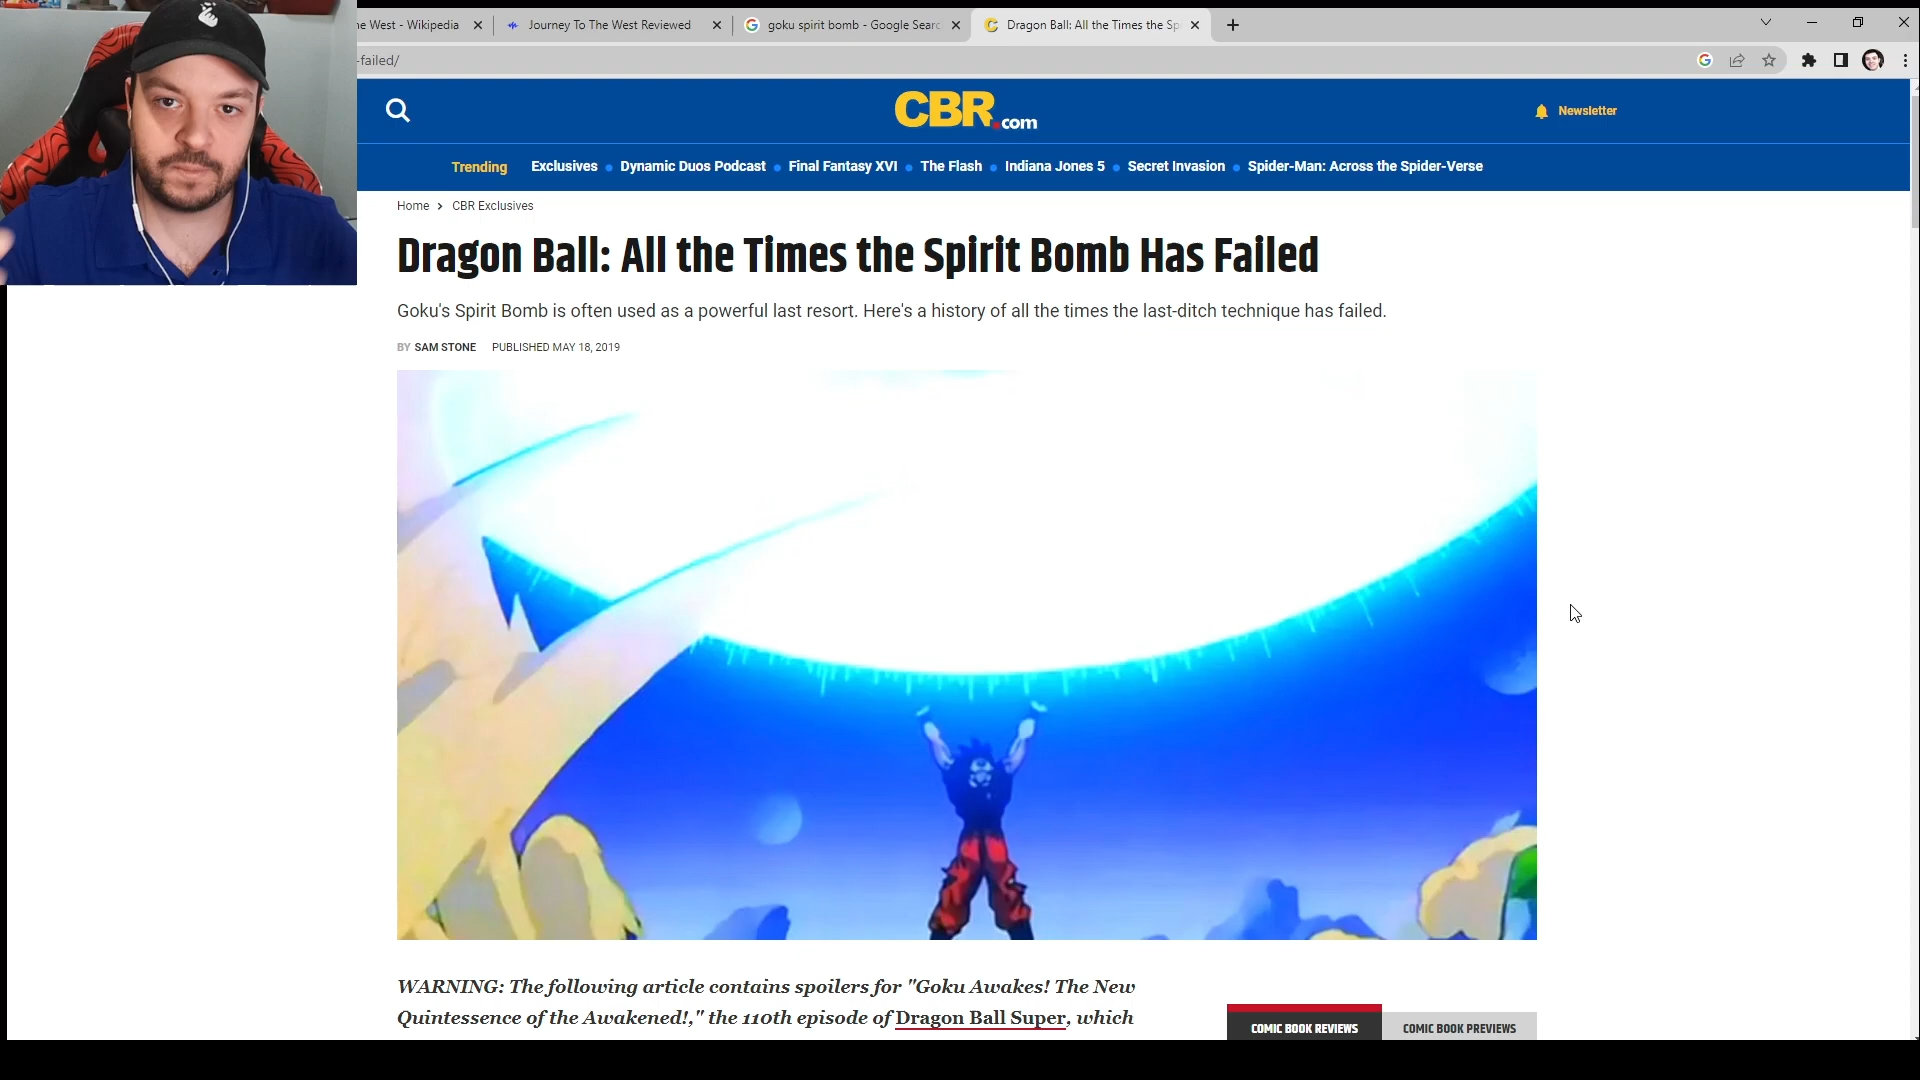 he West - Wikipedia
Journey To The West Reviewed
goku spirit bomb - Google Searc
Dragon Ball: All the Times the Sp
-failed/
CBR.com
Newsletter
Trending
Exclusives
Dynamic Duos Podcast
Final Fantasy XVI
The Flash
Indiana Jones 5
Secret Invasion
Spider-Man: Across the Spider-Verse
Home > CBR Exclusives
Dragon Ball: All the Times the Spirit Bomb Has Failed
Goku's Spirit Bomb is often used as a powerful last resort. Here's a history of all the times the last-ditch technique has failed.
BY SAM STONE PUBLISHED MAY 18, 2019
WARNING: The following article contains spoilers for "Goku Awakes! The New
Quintessence of the Awakened!," the 110th episode of Dragon Ball Super, which
COMIC BOOK REVIEWS
COMIC BOOK PREVIEWS